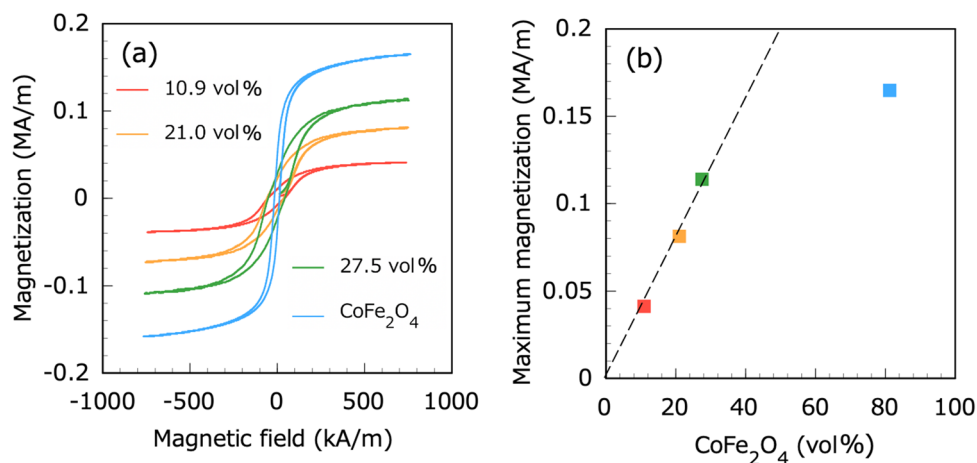 (a)
0.2
0.1
0
-0.1
-0.2
Magnetization (MA/m)
10.9 vol%
21.0 vol%
27.5 vol%
CoFe₂O₄
-1000
-500
0
500
1000
Magnetic field (kA/m)
(b)
0.2
0.15
0.1
0.05
0
Maximum magnetization (MA/m)
0
20
40
60
80
100
CoFe₂O₄ (vol%)